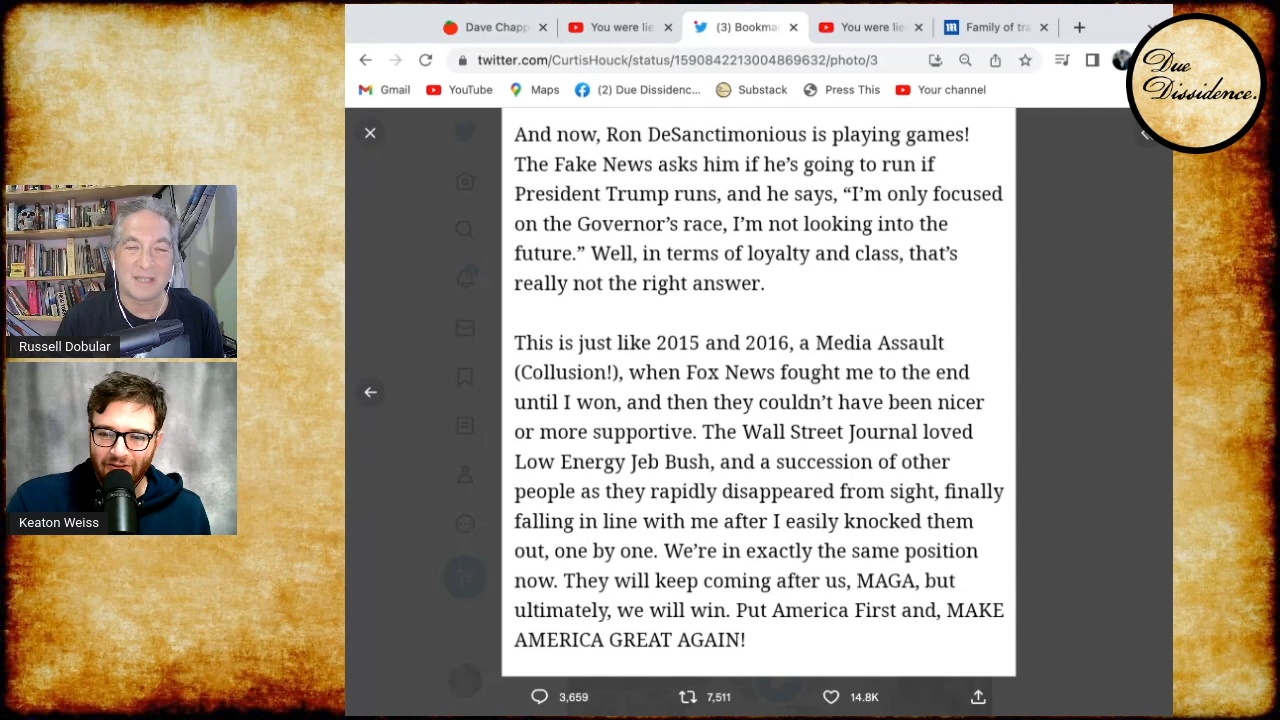 Dave Chapp
You were lie
(3) Bookmar
You were lie
Family of tra
twitter.com/CurtisHouck/status/1590842213004869632/photo/3
Gmail
YouTube
Maps
(2) Due Dissidenc...
Substack
Press This
Your channel
Due
Dissidence.
And now, Ron DeSanctimonious is playing games!
The Fake News asks him if he’s going to run if
President Trump runs, and he says, “I’m only focused
on the Governor’s race, I’m not looking into the
future.” Well, in terms of loyalty and class, that’s
really not the right answer.
This is just like 2015 and 2016, a Media Assault
(Collusion!), when Fox News fought me to the end
until I won, and then they couldn’t have been nicer
or more supportive. The Wall Street Journal loved
Low Energy Jeb Bush, and a succession of other
people as they rapidly disappeared from sight, finally
falling in line with me after I easily knocked them
out, one by one. We’re in exactly the same position
now. They will keep coming after us, MAGA, but
ultimately, we will win. Put America First and, MAKE
AMERICA GREAT AGAIN!
3,659
7,511
14.8K
Russell Dobular
Keaton Weiss